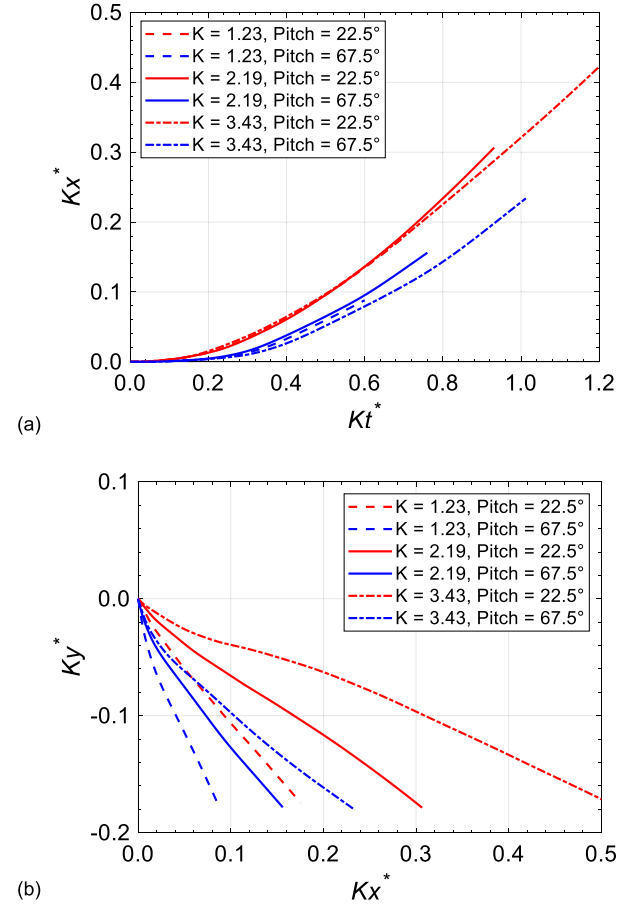 0.5
0.4
0.3
0.2
0.1
0.0
Kx*
K = 1.23, Pitch = 22.5°
K = 1.23, Pitch = 67.5°
K = 2.19, Pitch = 22.5°
K = 2.19, Pitch = 67.5°
K = 3.43, Pitch = 22.5°
K = 3.43, Pitch = 67.5°
0.0 0.2 0.4 0.6 0.8 1.0 1.2
Kt*
(a)
0.1
0.0
-0.1
-0.2
Ky*
K = 1.23, Pitch = 22.5°
K = 1.23, Pitch = 67.5°
K = 2.19, Pitch = 22.5°
K = 2.19, Pitch = 67.5°
K = 3.43, Pitch = 22.5°
K = 3.43, Pitch = 67.5°
0.0 0.1 0.2 0.3 0.4 0.5
Kx*
(b)